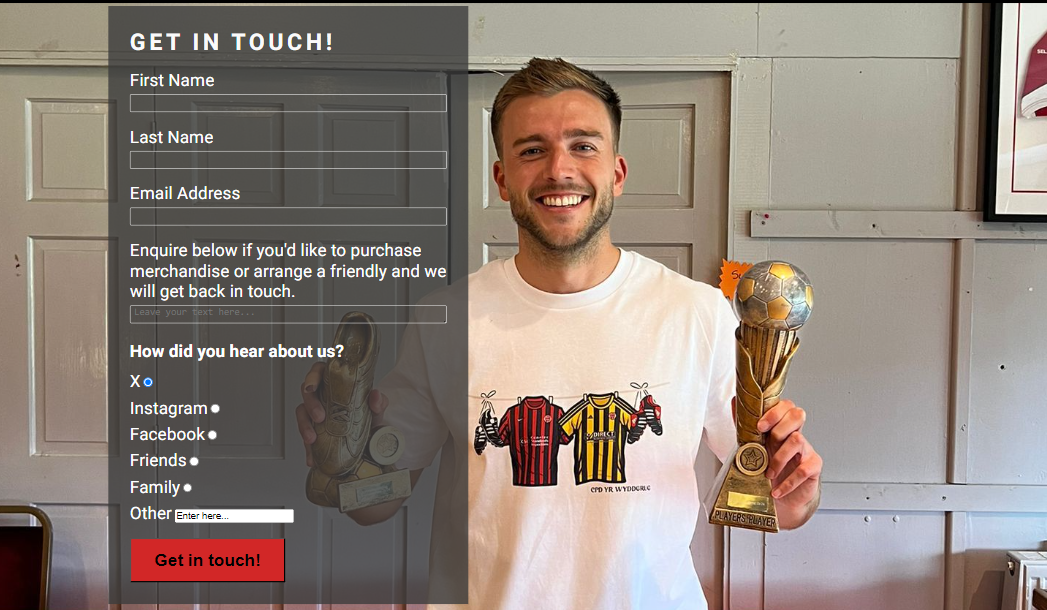 GET IN TOUCH!
First Name
Last Name
Email Address
Enquire below if you'd like to purchase
merchandise or arrange a friendly and we
will get back in touch.
Leave your text here...
How did you hear about us?
X
Instagram
Facebook
Friends
Family
Other Enter here...
Get in touch!
DIRECT
CPD YR WYDDGRUG
PLAYERS PLAYER